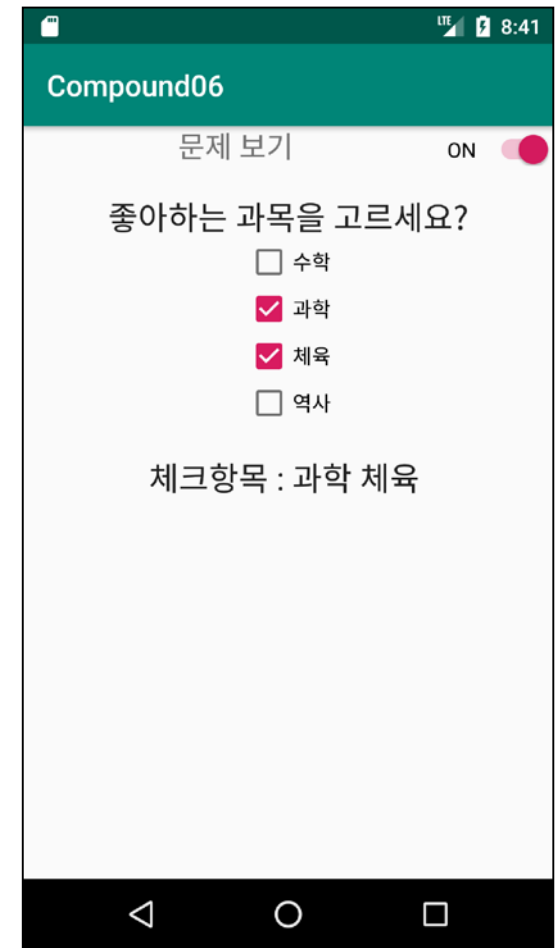 LTE 8:41
Compound06
문제 보기 ON
좋아하는 과목을 고르세요?
수학
과학
체육
역사
체크항목 : 과학 체육